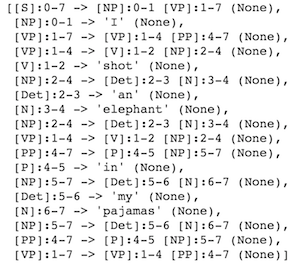 [[S]:0-7 -> [NP]:0-1 [VP]:1-7 (None),
[NP]:0-1 -> 'I' (None),
[VP]:1-7 -> [VP]:1-4 [PP]:4-7 (None),
[VP]:1-4 -> [V]:1-2 [NP]:2-4 (None),
[V]:1-2 -> 'shot' (None),
[NP]:2-4 -> [Det]:2-3 [N]:3-4 (None),
[Det]:2-3 -> 'an' (None),
[N]:3-4 -> 'elephant' (None),
[NP]:2-4 -> [Det]:2-3 [N]:3-4 (None),
[VP]:1-4 -> [V]:1-2 [NP]:2-4 (None),
[PP]:4-7 -> [P]:4-5 [NP]:5-7 (None),
[P]:4-5 -> 'in' (None),
[NP]:5-7 -> [Det]:5-6 [N]:6-7 (None),
[Det]:5-6 -> 'my' (None),
[N]:6-7 -> 'pajamas' (None),
[NP]:5-7 -> [Det]:5-6 [N]:6-7 (None),
[PP]:4-7 -> [P]:4-5 [NP]:5-7 (None),
[VP]:1-7 -> [VP]:1-4 [PP]:4-7 (None)]